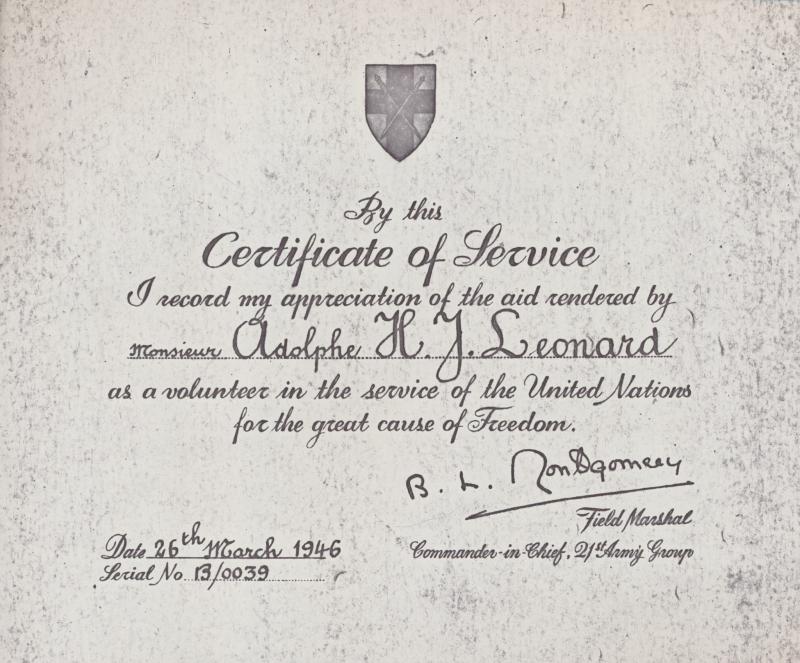 By this
Certificate of Service
I record my appreciation of the aid rendered by
Monsieur Adolphe H. J. Leonard
as a volunteer in the service of the United Nations
for the great cause of Freedom.
B. L. Montgomery
Field Marshal
Date 26th March 1946
Commander-in-Chief, 21st Army Group
Serial No B/0039